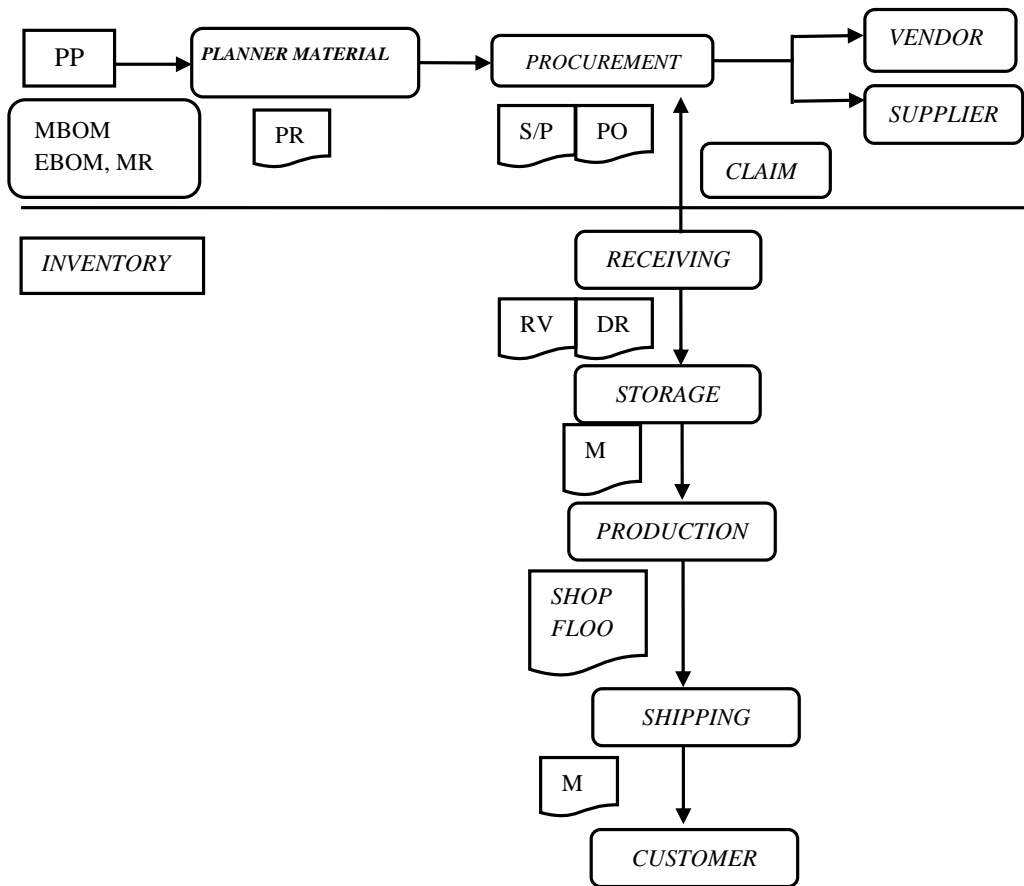 PP
PLANNER MATERIAL
PROCUREMENT
VENDOR
SUPPLIER
MBOM
EBOM, MR
PR
S/P
PO
CLAIM
INVENTORY
RECEIVING
RV
DR
STORAGE
M
PRODUCTION
SHOP
FLOO
SHIPPING
M
CUSTOMER